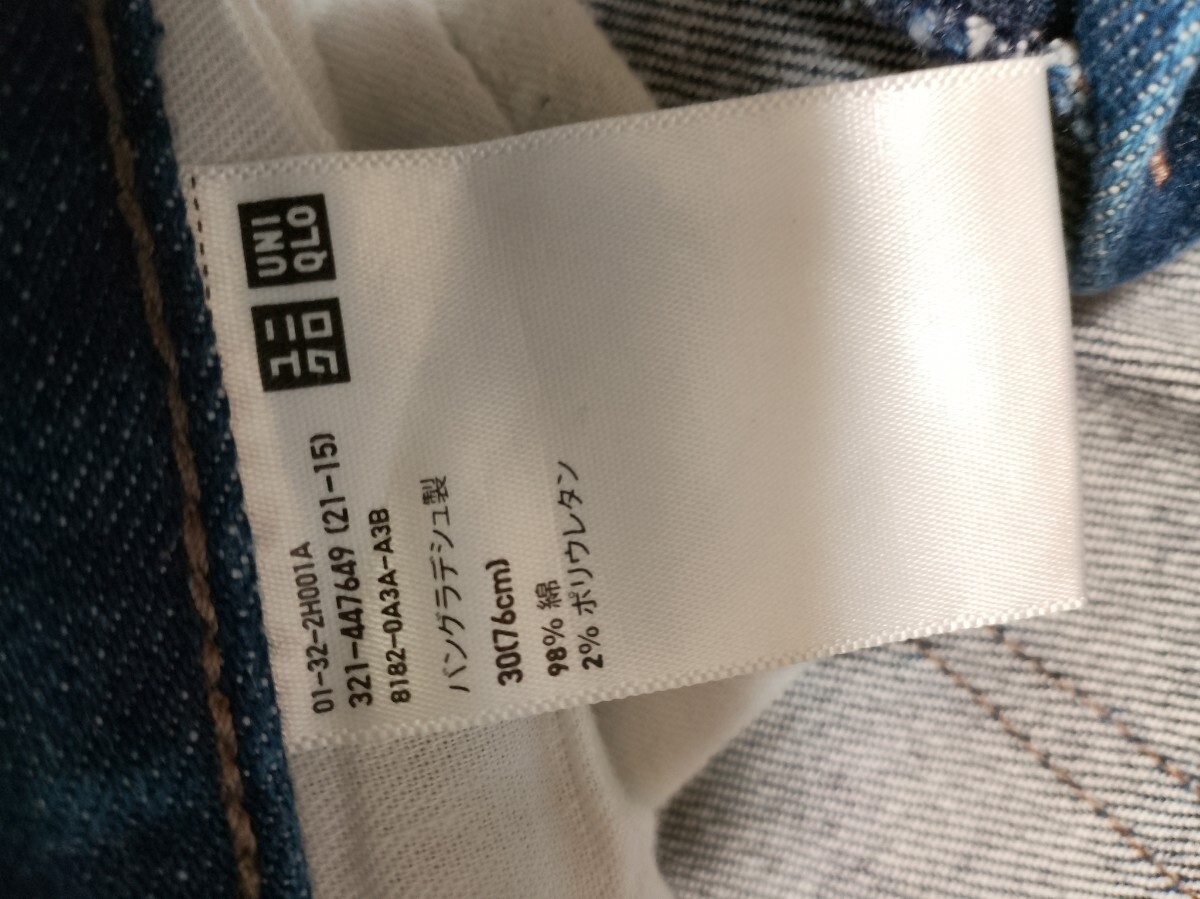 ユニ
クロ
UNI
QLO
01-32-2H001A
321-447649 (21-15)
8182-0A3A-A3B
バングラデシュ製
30(76cm)
98% 綿
2% ポリウレタン